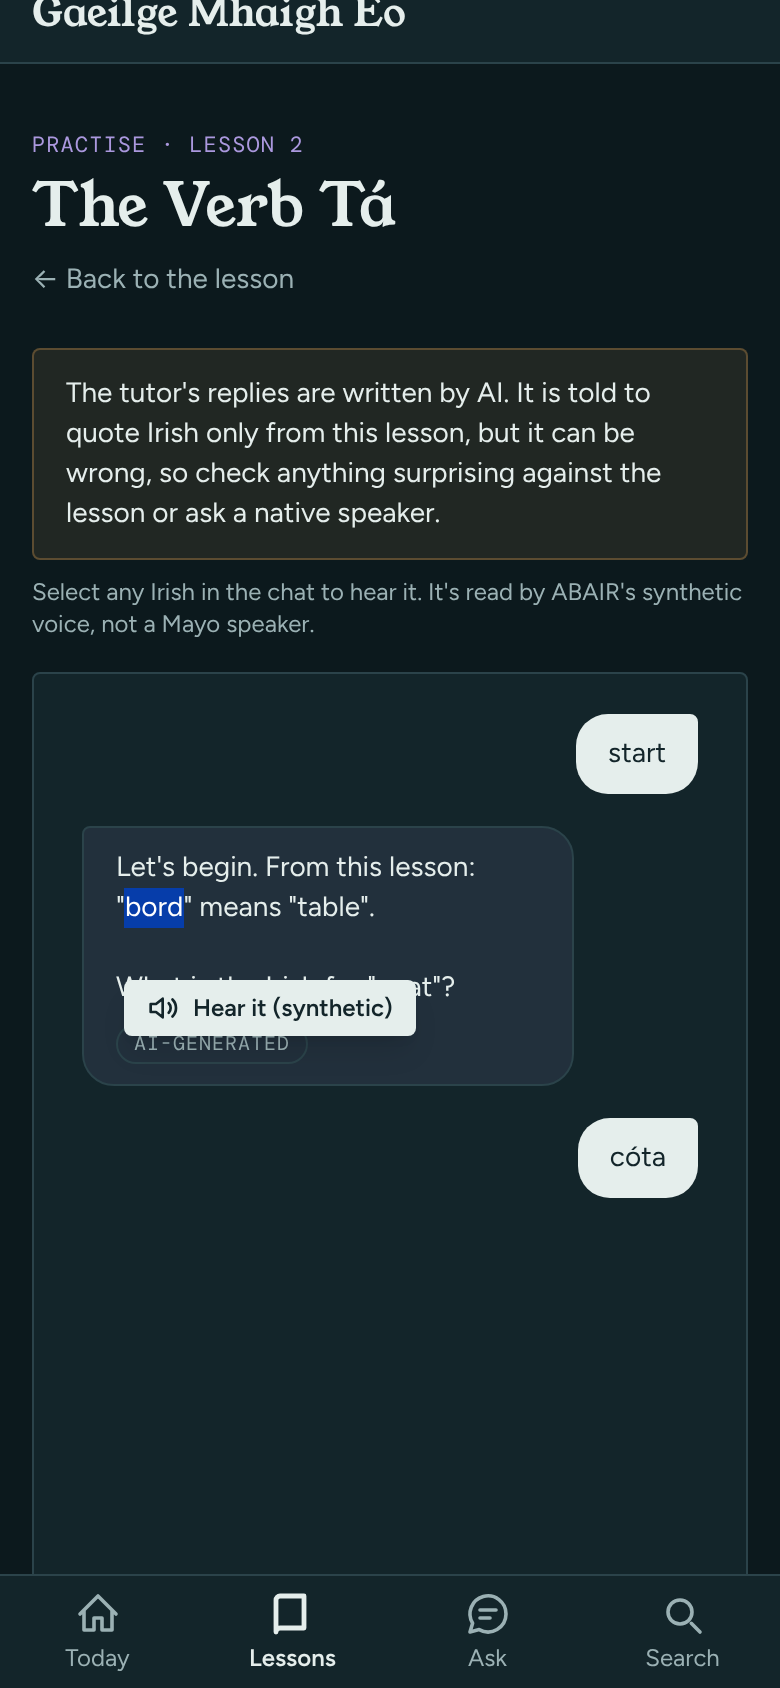 Gaeilge Mhaigh Eo
PRACTISE · LESSON 2
The Verb Tá
← Back to the lesson
The tutor's replies are written by AI. It is told to
quote Irish only from this lesson, but it can be
wrong, so check anything surprising against the
lesson or ask a native speaker.
Select any Irish in the chat to hear it. It's read by ABAIR's synthetic
voice, not a Mayo speaker.
start
Let's begin. From this lesson:
"bord" means "table".
Hear it (synthetic)
AI-GENERATED
cóta
Today
Lessons
Ask
Search